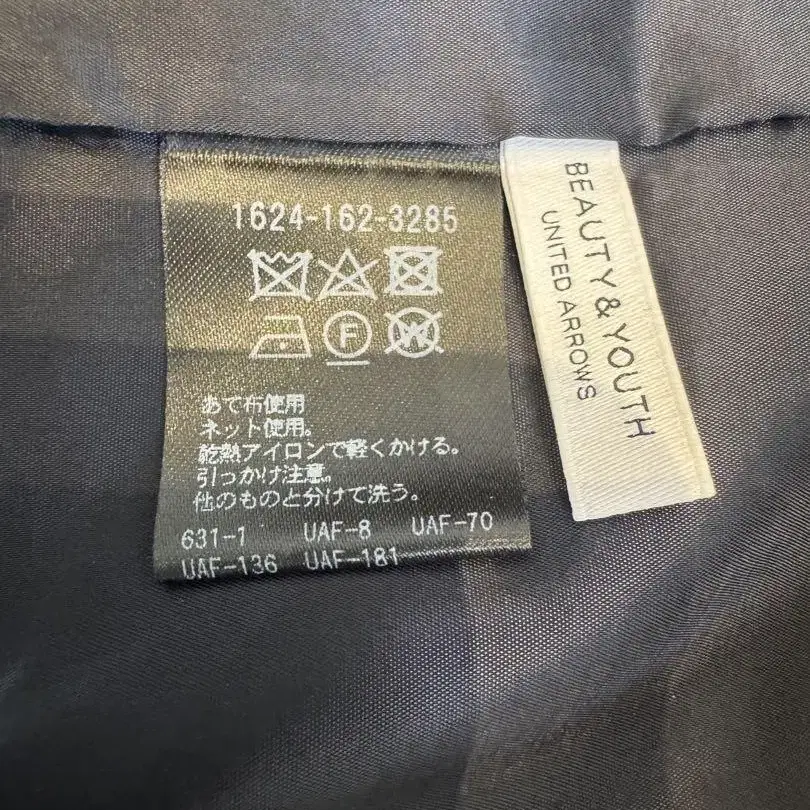 1624-162-3285
F
W
あて布使用
ネット使用。
乾熱アイロンで軽くかける。
引っかけ注意。
他のものと分けて洗う。
631-1 UAF-8 UAF-70
UAF-136 UAF-181
BEAUTY & YOUTH
UNITED ARROWS